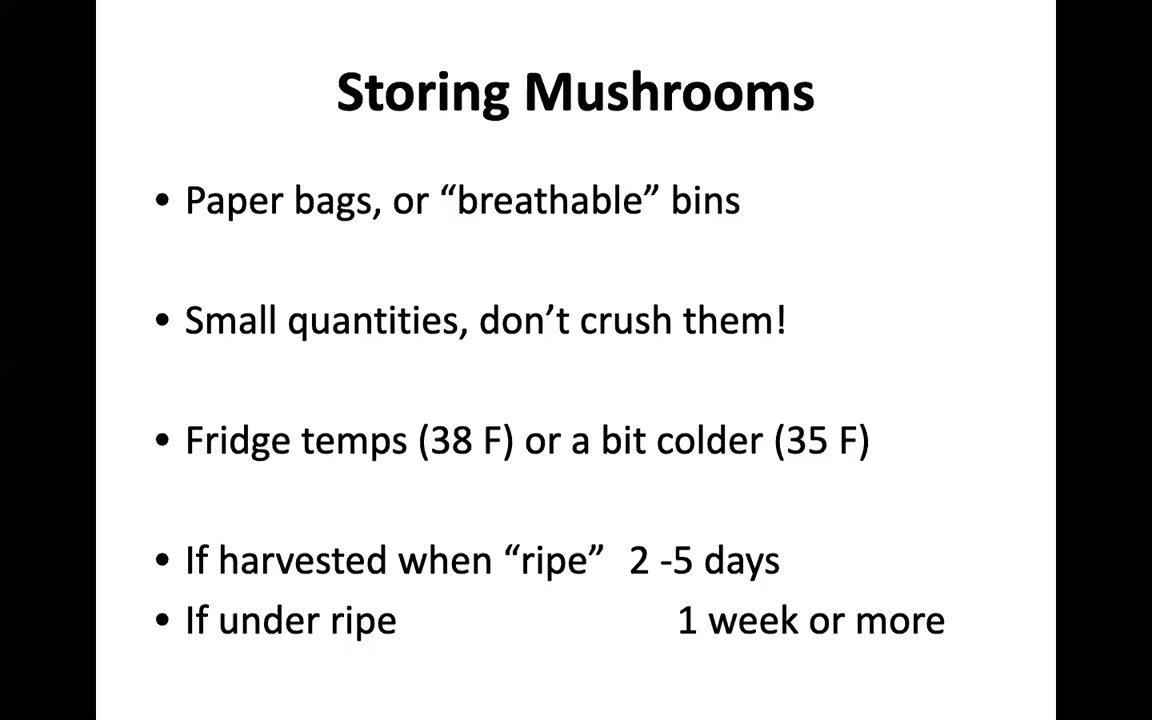 Storing Mushrooms
• Paper bags, or “breathable” bins
• Small quantities, don’t crush them!
• Fridge temps (38 F) or a bit colder (35 F)
• If harvested when “ripe” 2 -5 days
• If under ripe 1 week or more